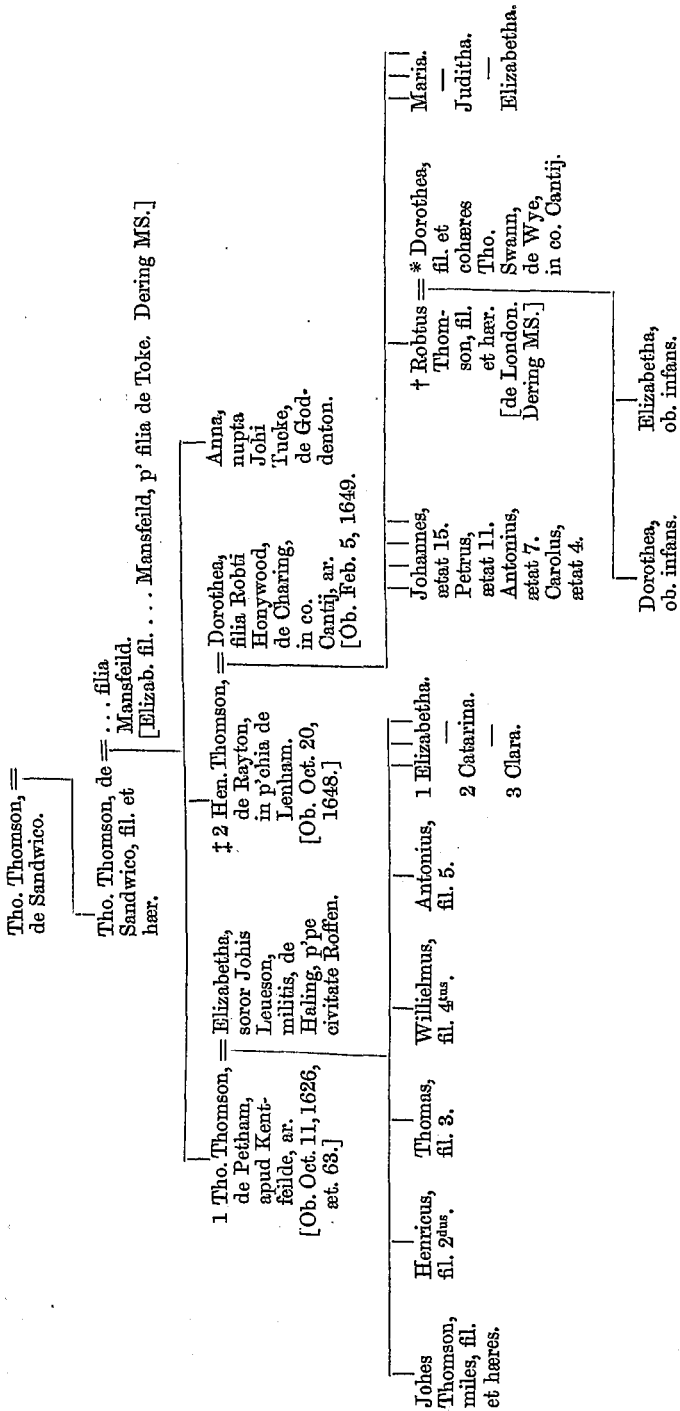 Tho. Thomson, =
de Sandwico.
Tho. Thomson, de = ... filia
Sandwico, fil. et
hær.
Mansfeild.
[Elizab. fil. .... Mansfeild, p' filia de Toke. Dering MS.]
1 Tho. Thomson, =
de Petham,
apud Kent-
feilde, ar.
[Ob. Oct. 11, 1626,
æt. 63.]
Elizabetha,
soror Johis
Leueson,
militis, de
Haling, p'pe
civitate Roffen.
‡ 2 Hen. Thomson, =
de Rayton,
in p'chia de
Lenham.
[Ob. Oct. 20,
1648.]
Dorothea,
filia Robti
Honywood,
de Charing,
in co.
Cantij, ar.
[Ob. Feb. 5, 1649.
Anna,
nupta
Johi
Tucke,
de God-
denton.
Johes
Thomson,
miles, fil.
et hæres.
Henricus,
fil. 2dus.
Thomas,
fil. 3.
Willielmus,
fil. 4tus.
Antonius,
fil. 5.
1 Elizabetha.
—
2 Catarina.
—
3 Clara.
Johannes,
ætat 15.
Petrus,
ætat 11.
Antonius,
ætat 7.
Carolus,
ætat 4.
† Robtus =
Thom-
son, fil.
et hær.
[de London.
Dering MS.]
* Dorothea,
fil. et
cohæres
Tho.
Swann,
de Wye,
in co. Cantij.
Maria.
—
Juditha.
—
Elizabetha.
Dorothea,
ob. infans.
Elizabetha,
ob. infans.